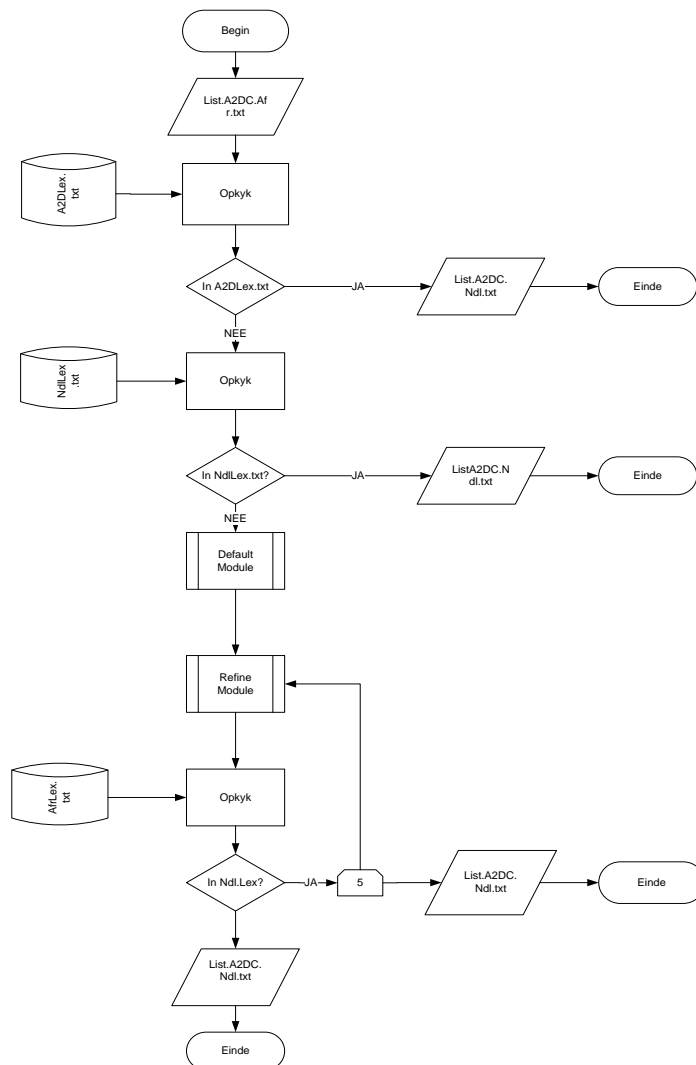 Begin
List.A2DC.Af
r.txt
A2DLex.
txt
Opkyk
In A2DLex.txt
JA
List.A2DC.
Ndl.txt
Einde
NEE
NdlLex
.txt
Opkyk
In NdlLex.txt?
JA
ListA2DC.N
dl.txt
Einde
NEE
Default
Module
Refine
Module
AfrLex.
txt
Opkyk
In Ndl.Lex?
JA
5
List.A2DC.
Ndl.txt
Einde
List.A2DC.
Ndl.txt
Einde